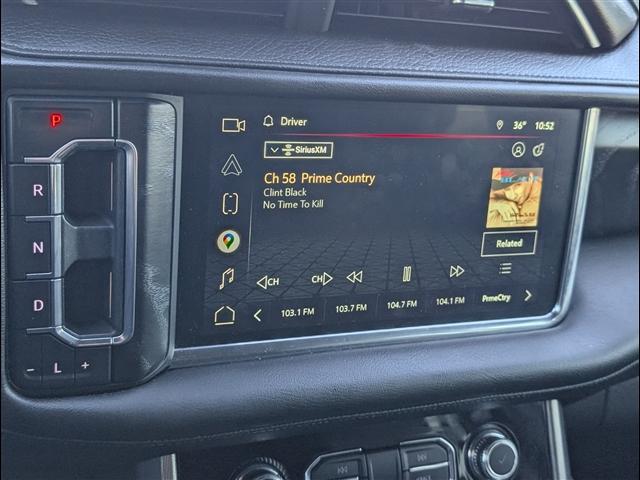 P
R
N
D
- L +
Driver
36° 10:52
SiriusXM
Ch 58 Prime Country
Clint Black
No Time To Kill
Related
CH CH
103.1 FM 103.7 FM 104.7 FM 104.1 FM PrmeCtry